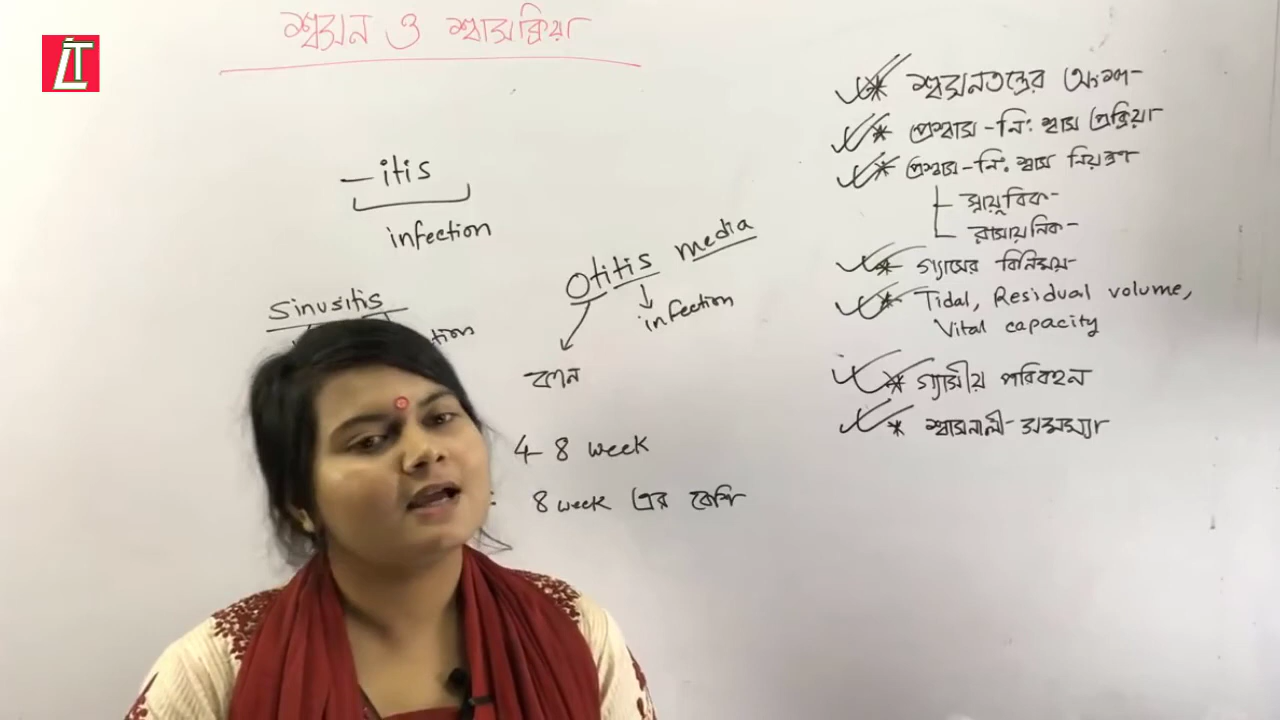 LT
শ্বসন ও শ্বাসক্রিয়া
– itis
infection
Sinusitis
Otitis media
infection
কান
4-8 week
8 week এর বেশি
* শ্বসনতন্ত্রের অংশ-
* প্রশ্বাস-নিঃশ্বাস প্রক্রিয়া
* প্রশ্বাস-নিঃশ্বাস নিয়ন্ত্রণ
স্নায়ুবিক-
রাসায়নিক-
* গ্যাসের বিনিময়-
* Tidal, Residual volume,
Vital capacity
* গ্যাসীয় পরিবহন
* শ্বাসনালী-সমস্যা